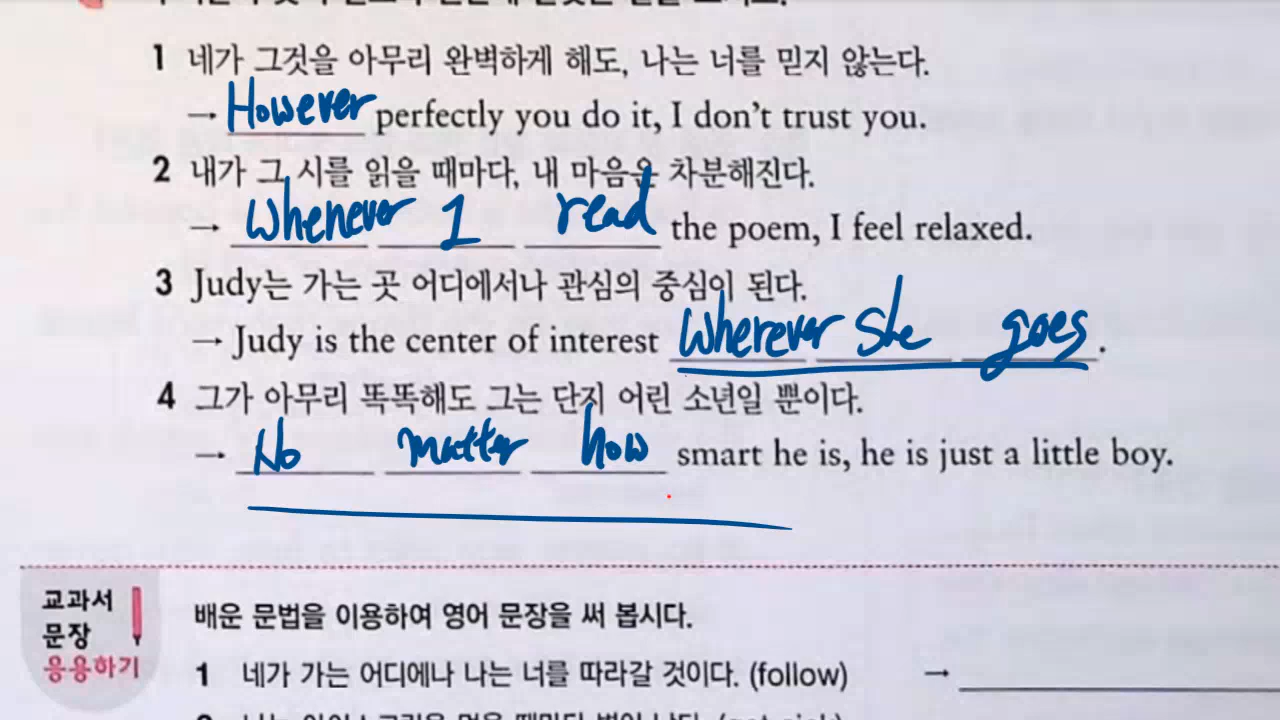 1 네가 그것을 아무리 완벽하게 해도, 나는 너를 믿지 않는다.
→ However perfectly you do it, I don't trust you.
2 내가 그 시를 읽을 때마다, 내 마음은 차분해진다.
→ Whenever I read the poem, I feel relaxed.
3 Judy는 가는 곳 어디에서나 관심의 중심이 된다.
→ Judy is the center of interest wherever she goes.
4 그가 아무리 똑똑해도 그는 단지 어린 소년일 뿐이다.
→ No matter how smart he is, he is just a little boy.
교과서
문장
응용하기
배운 문법을 이용하여 영어 문장을 써 봅시다.
1 네가 가는 어디에나 나는 너를 따라갈 것이다. (follow) →